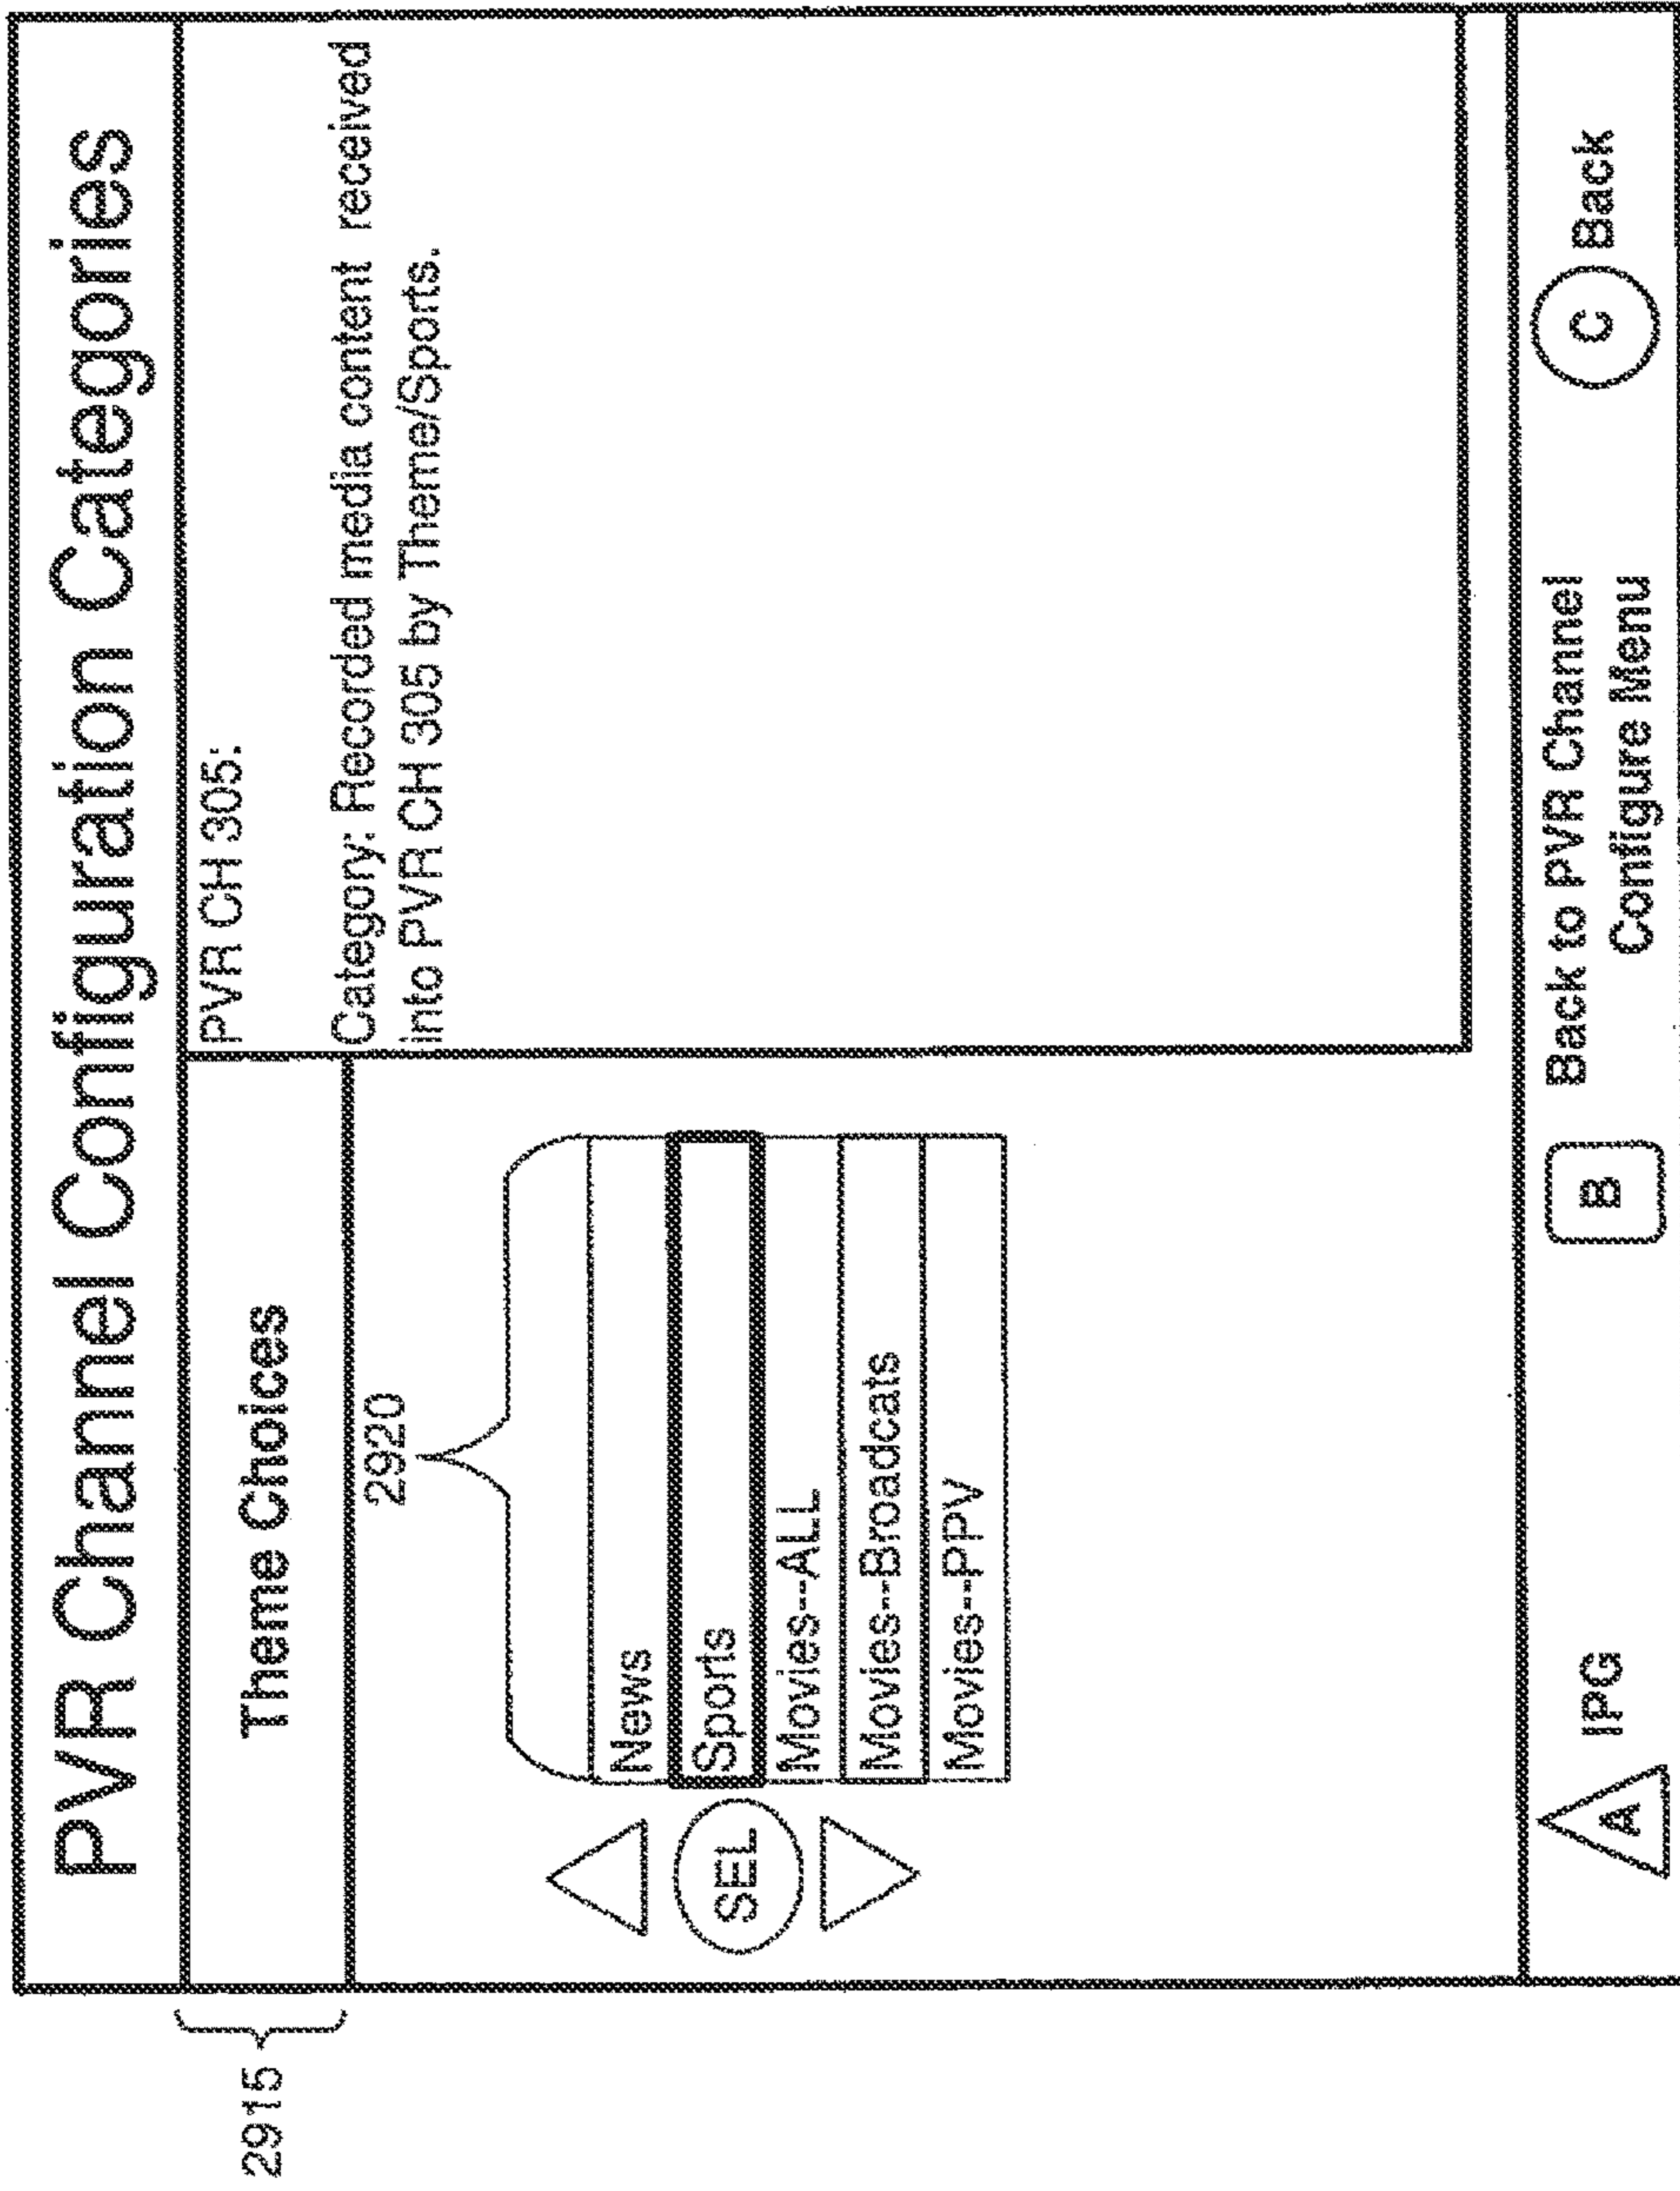 PVR Channel Configuration Categories
2915
Theme Choices
PVR CH 305:
Category: Recorded media content received
into PVR CH 305 by Theme/Sports.
2920
News
Sports
Movies--ALL
Movies--Broadcats
Movies--PPV
SEL
A
IPG
B
Back to PVR Channel
Configure Menu
C
Back